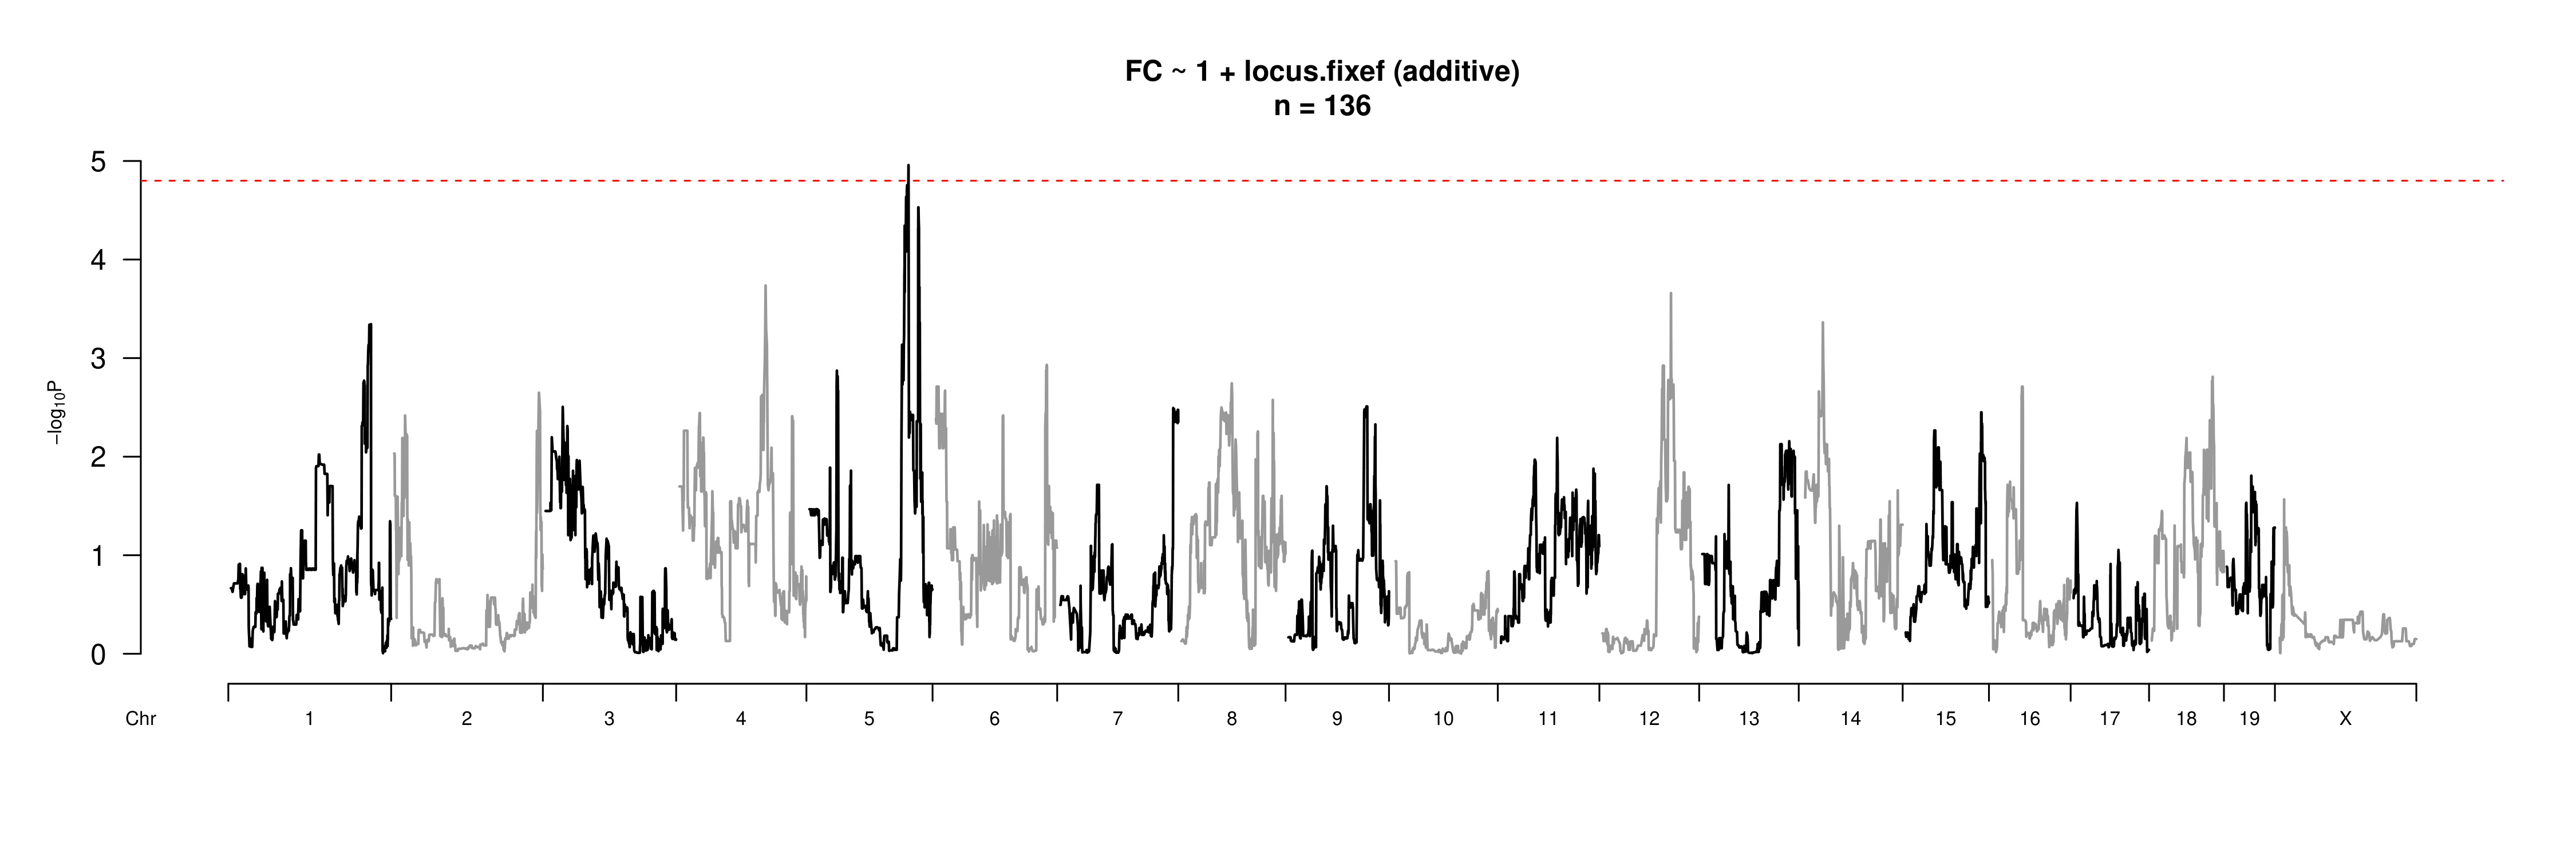 FC ~ 1 + locus.fixef (additive)
n = 136
5
4
3
2
1
0
−log10P
Chr 1 2 3 4 5 6 7 8 9 10 11 12 13 14 15 16 17 18 19 X